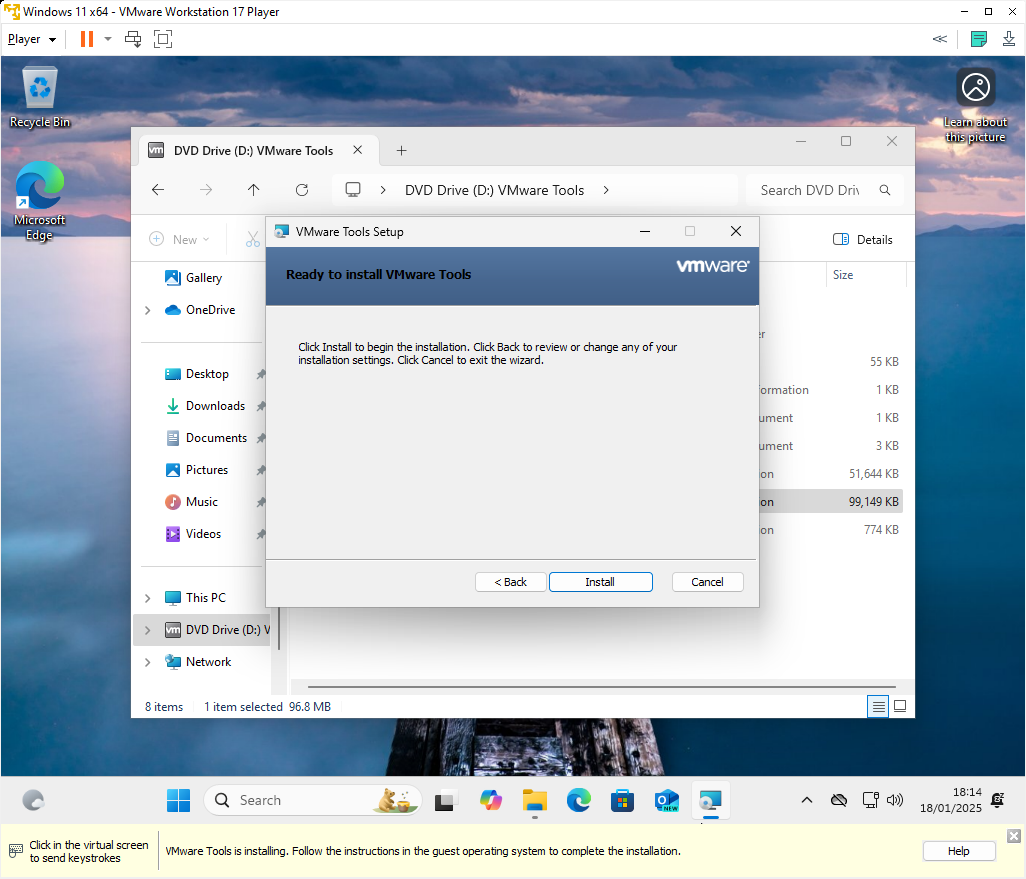 Windows 11 x64 - VMware Workstation 17 Player
Player
Recycle Bin
Learn about
this picture
Microsoft
Edge
vm
DVD Drive (D:) VMware Tools
DVD Drive (D:) VMware Tools
Search DVD Driv
New
Details
Size
Gallery
OneDrive
Desktop
Downloads
Documents
Pictures
Music
Videos
This PC
vm
DVD Drive (D:) V
Network
er
55 KB
formation
1 KB
ument
1 KB
ument
3 KB
on
51,644 KB
on
99,149 KB
on
774 KB
VMware Tools Setup
Ready to install VMware Tools
vmware®
Click Install to begin the installation. Click Back to review or change any of your
installation settings. Click Cancel to exit the wizard.
< Back
Install
Cancel
8 items
1 item selected 96.8 MB
Search
NEW
18:14
18/01/2025
Click in the virtual screen
to send keystrokes
VMware Tools is installing. Follow the instructions in the guest operating system to complete the installation.
Help